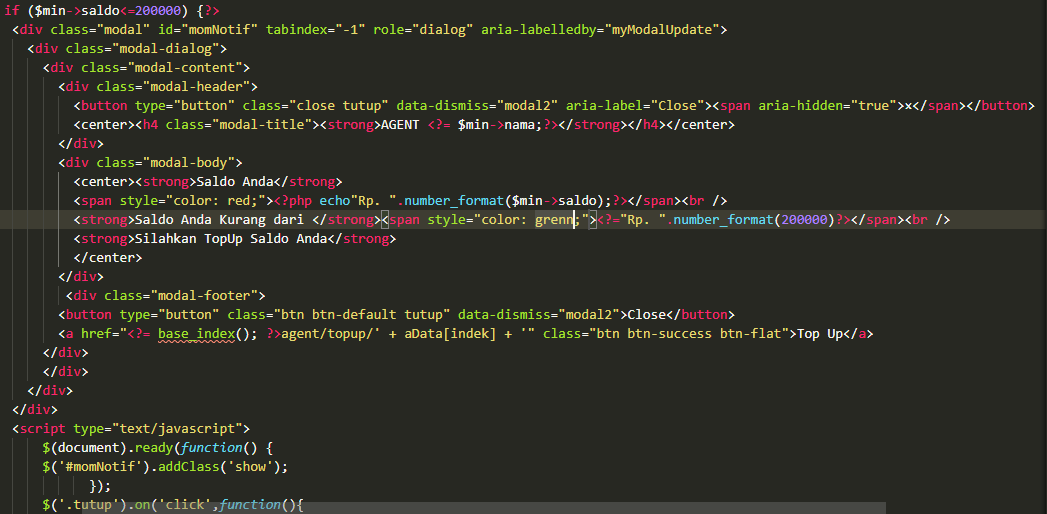 if ($min->saldo<=200000) {?>
<div class="modal" id="momNotif" tabindex="-1" role="dialog" aria-labelledby="myModalUpdate">
<div class="modal-dialog">
<div class="modal-content">
<div class="modal-header">
<button type="button" class="close tutup" data-dismiss="modal2" aria-label="Close"><span aria-hidden="true">×</span></button>
<center><h4 class="modal-title"><strong>AGENT <?= $min->nama;?></strong></h4></center>
</div>
<div class="modal-body">
<center><strong>Saldo Anda</strong>
<span style="color: red;"><?php echo"Rp. ".number_format($min->saldo);?></span><br />
<strong>Saldo Anda Kurang dari </strong><span style="color: grenn;"><?="Rp. ".number_format(200000)?></span><br />
<strong>Silahkan TopUp Saldo Anda</strong>
</center>
</div>
<div class="modal-footer">
<button type="button" class="btn btn-default tutup" data-dismiss="modal2">Close</button>
<a href="<?= base_index(); ?>agent/topup/' + aData[indek] + '" class="btn btn-success btn-flat">Top Up</a>
</div>
</div>
</div>
</div>
<script type="text/javascript">
$(document).ready(function() {
$('#momNotif').addClass('show');
});
$('.tutup').on('click',function(){